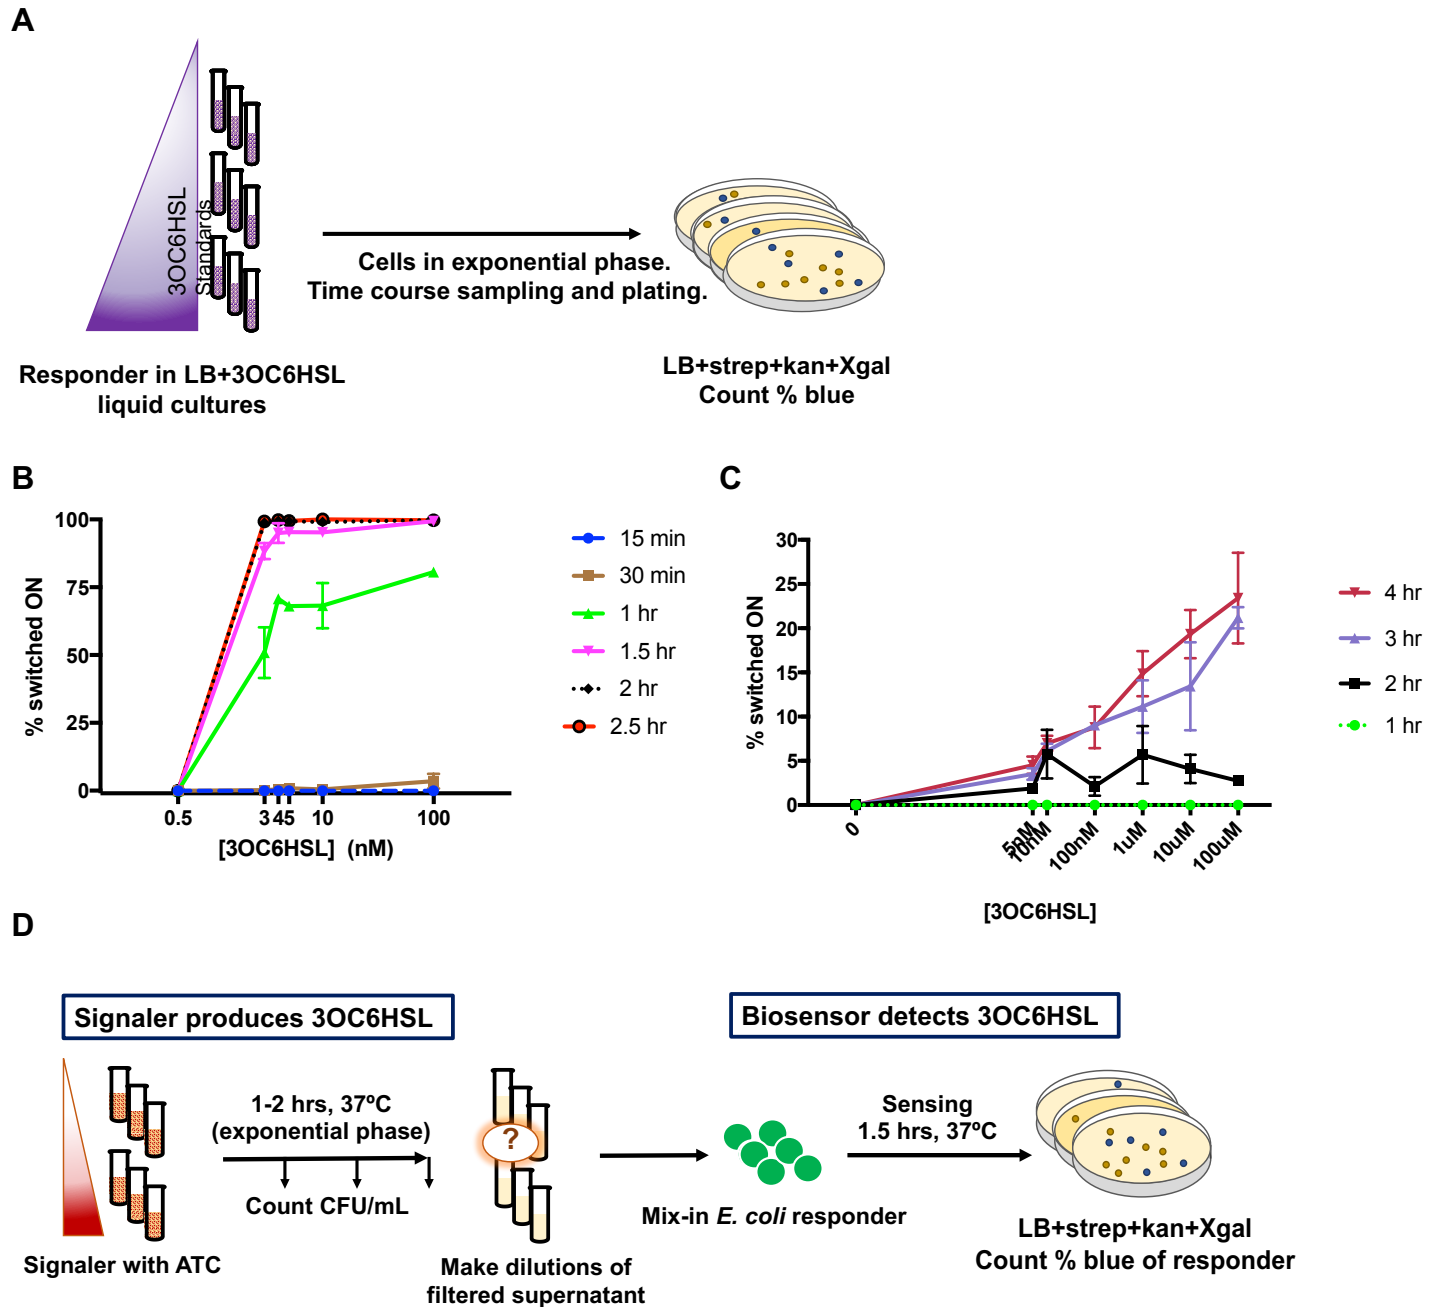 A
3OC6HSL
Standards
Cells in exponential phase.
Time course sampling and plating.
Responder in LB+3OC6HSL
liquid cultures
LB+strep+kan+Xgal
Count % blue
B
% switched ON
100
75
50
25
0
0.5
3
4
5
10
100
[3OC6HSL] (nM)
15 min
30 min
1 hr
1.5 hr
2 hr
2.5 hr
C
% switched ON
30
25
20
15
10
5
0
0
5nM
10nM
100nM
1uM
10uM
100uM
[3OC6HSL]
4 hr
3 hr
2 hr
1 hr
D
Signaler produces 3OC6HSL
Biosensor detects 3OC6HSL
1-2 hrs, 37ºC
(exponential phase)
Count CFU/mL
Signaler with ATC
?
Make dilutions of
filtered supernatant
Mix-in E. coli responder
Sensing
1.5 hrs, 37ºC
LB+strep+kan+Xgal
Count % blue of responder